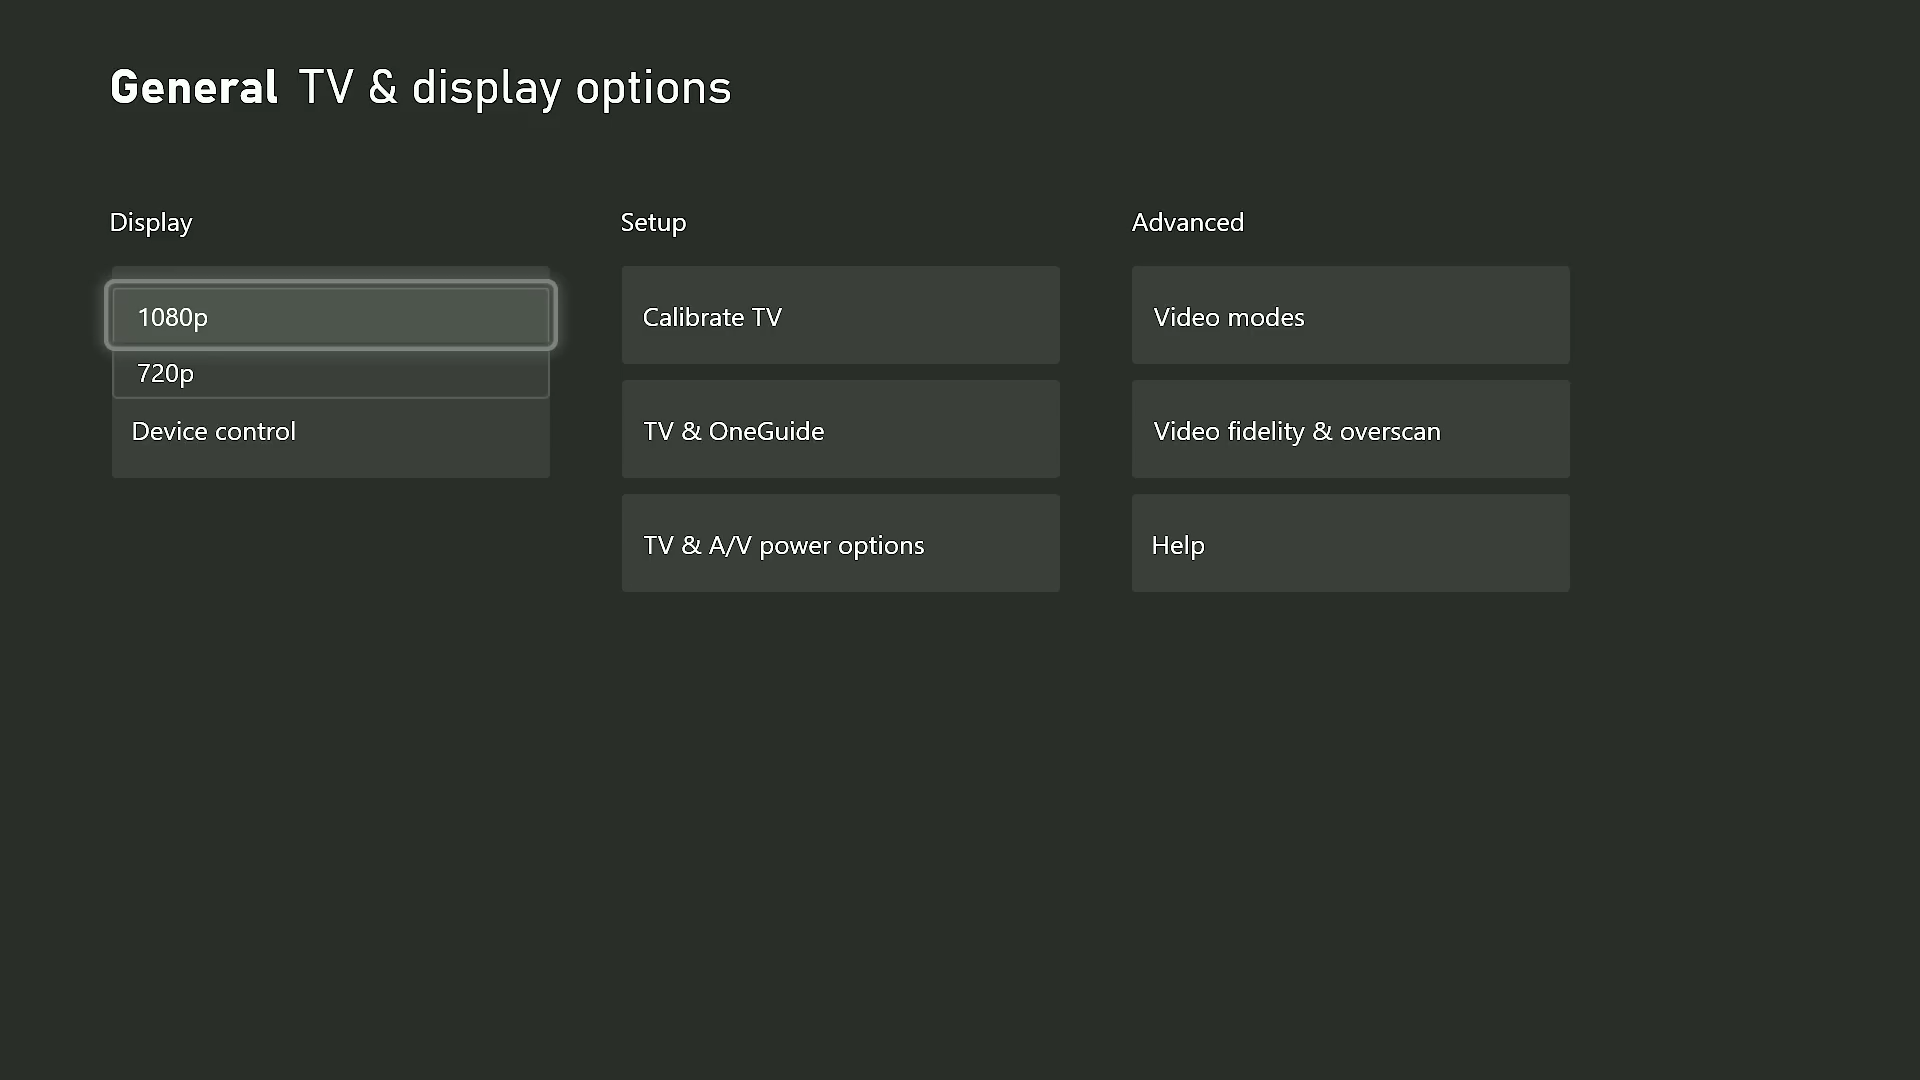 General TV & display options
Display
1080p
720p
Device control
Setup
Calibrate TV
TV & OneGuide
TV & A/V power options
Advanced
Video modes
Video fidelity & overscan
Help